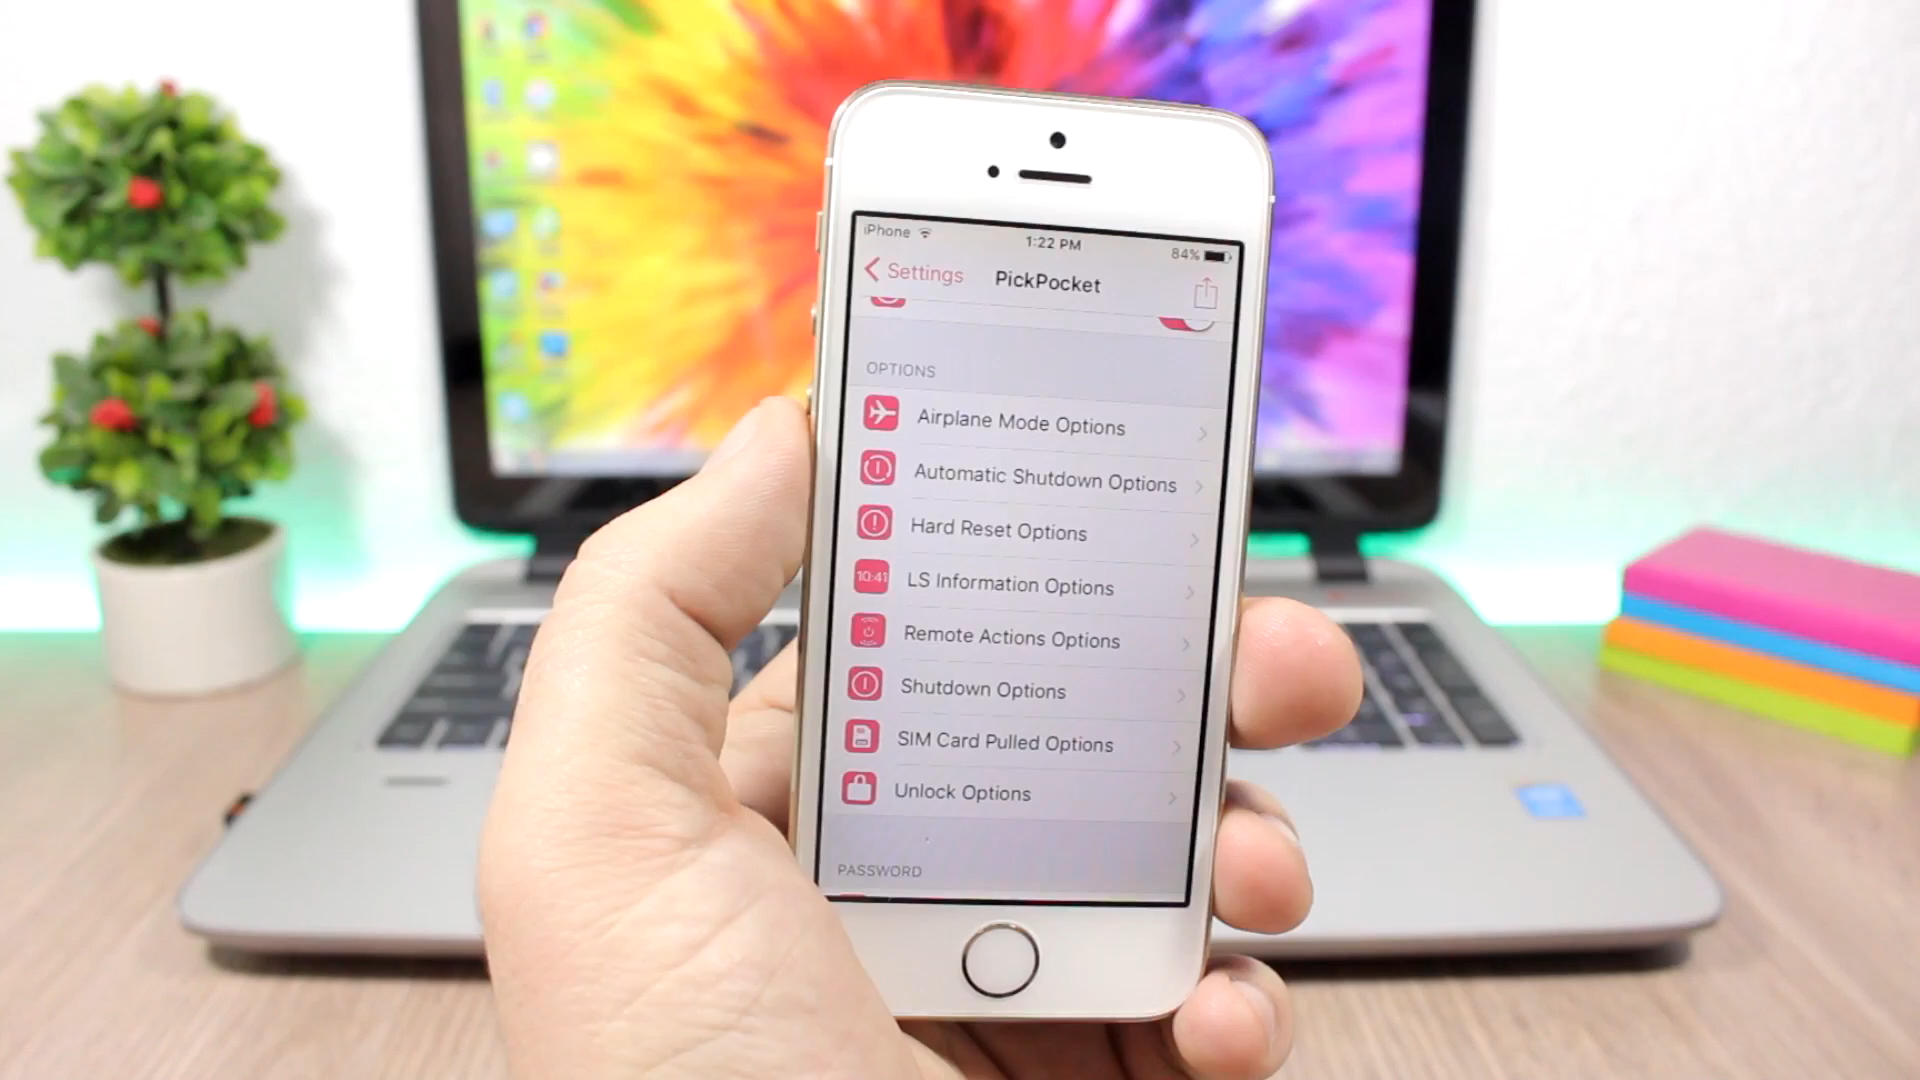 iPhone 1:22 PM 84%
Settings PickPocket
OPTIONS
Airplane Mode Options
Automatic Shutdown Options
Hard Reset Options
10:41 LS Information Options
Remote Actions Options
Shutdown Options
SIM Card Pulled Options
Unlock Options
PASSWORD